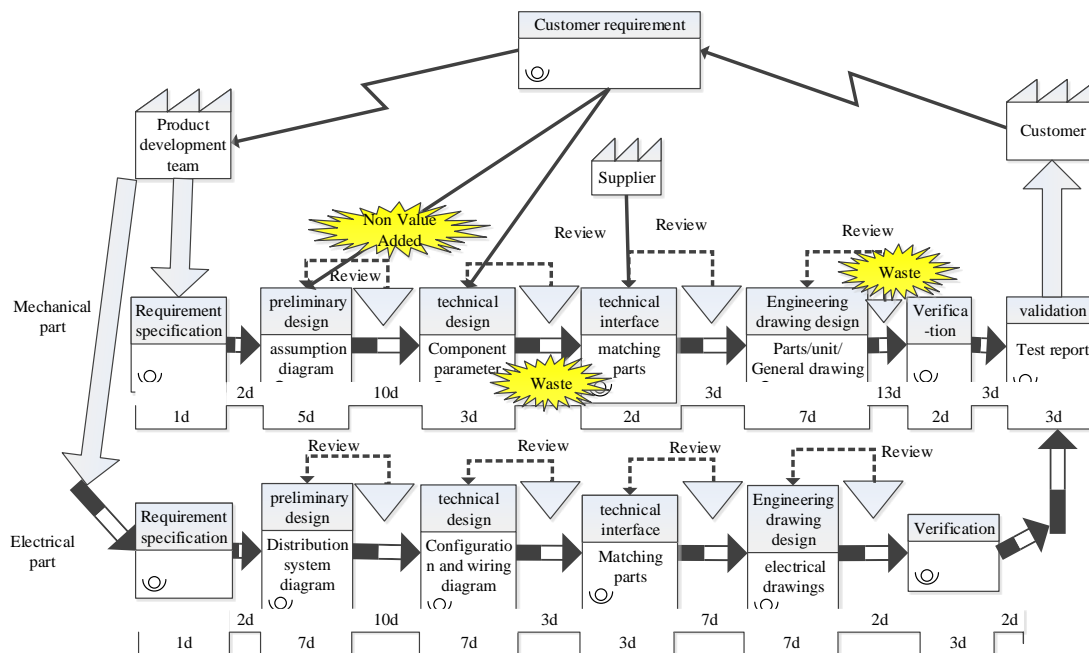 Customer requirement
Product
development
team
Customer
Supplier
Non Value
Added
Review
Review
Review
Review
Waste
Mechanical
part
Requirement
specification
preliminary
design
assumption
diagram
technical
design
Component
parameter
technical
interface
matching
parts
Engineering
drawing design
Parts/unit/
General drawing
Verifica
-tion
validation
Test report
Waste
2d
10d
3d
13d
3d
1d
5d
3d
2d
7d
2d
3d
Review
Review
Review
Review
Electrical
part
Requirement
specification
preliminary
design
Distribution
system
diagram
technical
design
Configuratio
n and wiring
diagram
technical
interface
Matching
parts
Engineering
drawing
design
electrical
drawings
Verification
2d
10d
3d
7d
2d
2d
1d
7d
7d
3d
7d
3d